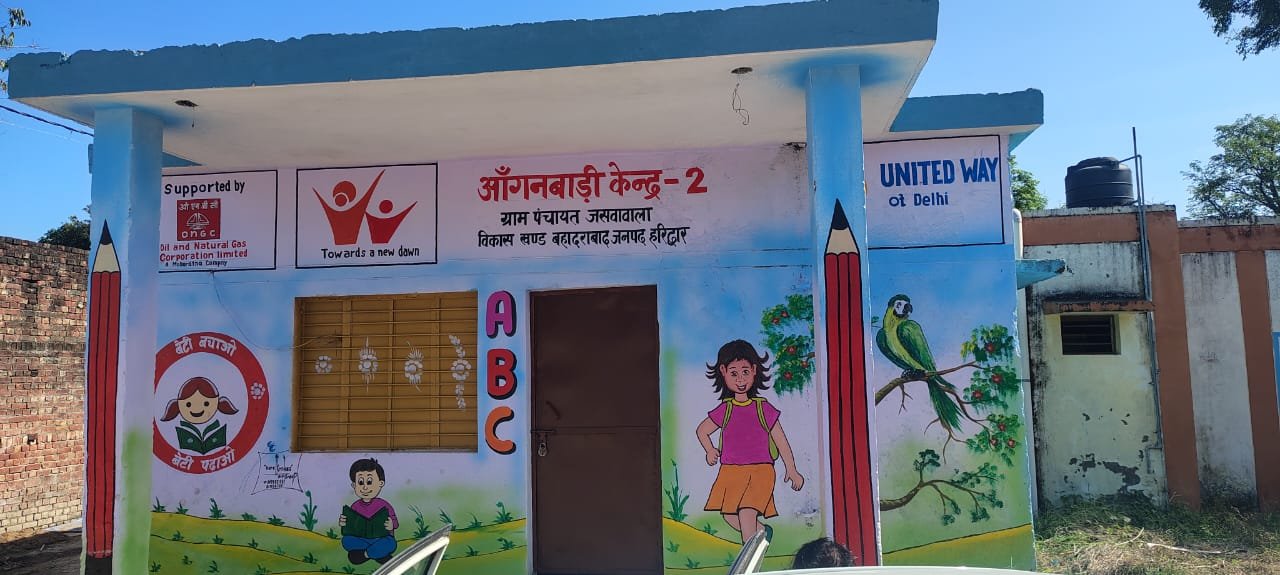 Supported by
ओ एन जी सी
ONGC
Oil and Natural Gas
Corporation limited
A Maharatna Company
Towards a new dawn
आँगनबाड़ी केन्द्र-2
ग्राम पंचायत जसवावाला
विकास खण्ड बहादराबाद जनपद हरिद्वार
UNITED WAY
of Delhi
A
B
C
बेटी बचाओ
बेटी पढ़ाओ